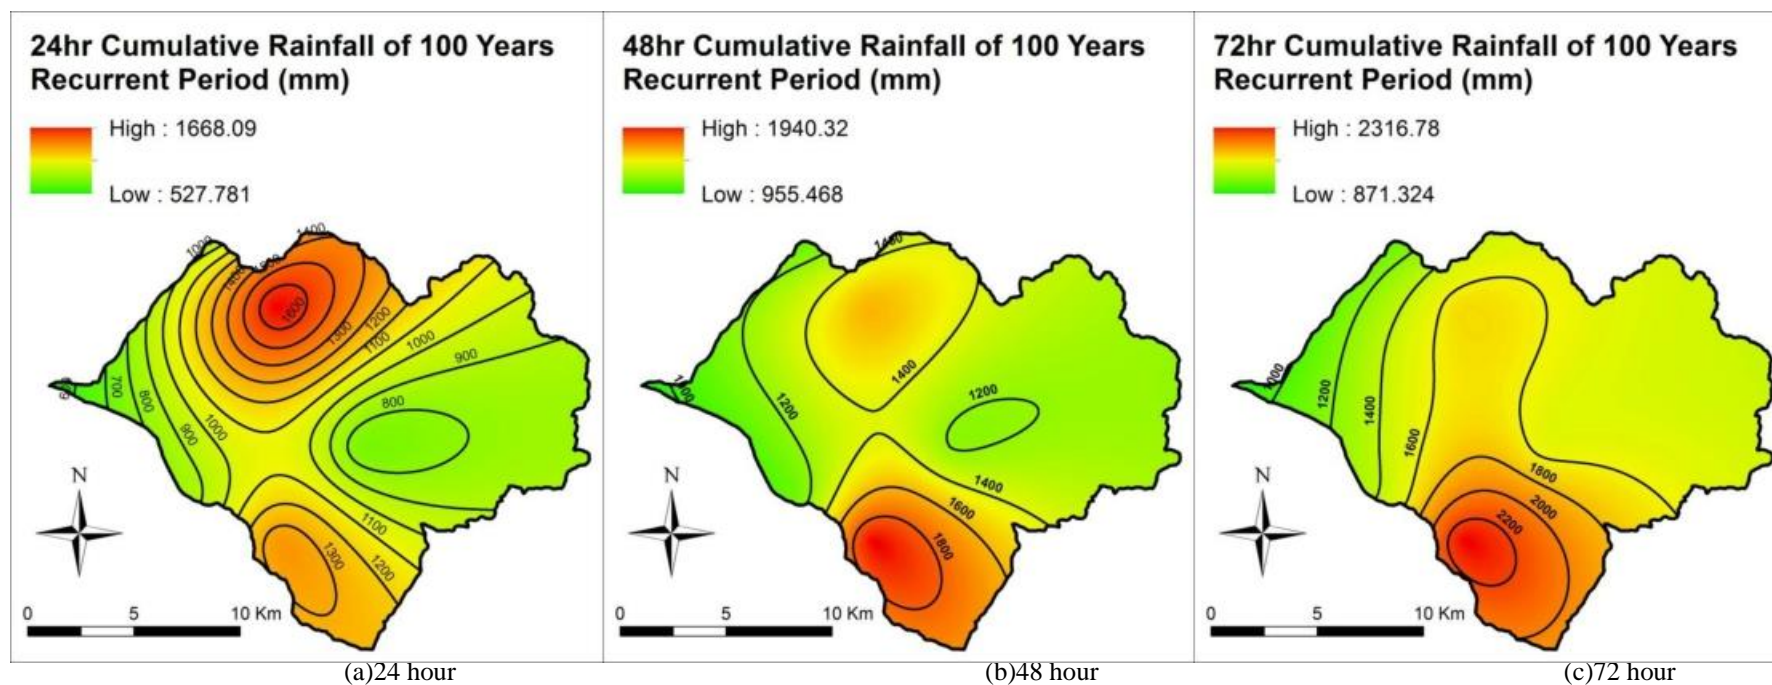 24hr Cumulative Rainfall of 100 Years
Recurrent Period (mm)
High : 1668.09
Low : 527.781
1000
1400
1400
1600
1300
1200
1100
1000
900
800
700
800
900
1000
1100
1200
1300
N
0 5 10 Km
(a)24 hour
48hr Cumulative Rainfall of 100 Years
Recurrent Period (mm)
High : 1940.32
Low : 955.468
1400
1400
1200
1200
1400
1600
1800
N
0 5 10 Km
(b)48 hour
72hr Cumulative Rainfall of 100 Years
Recurrent Period (mm)
High : 2316.78
Low : 871.324
1000
1200
1400
1600
1800
2000
2200
N
0 5 10 Km
(c)72 hour